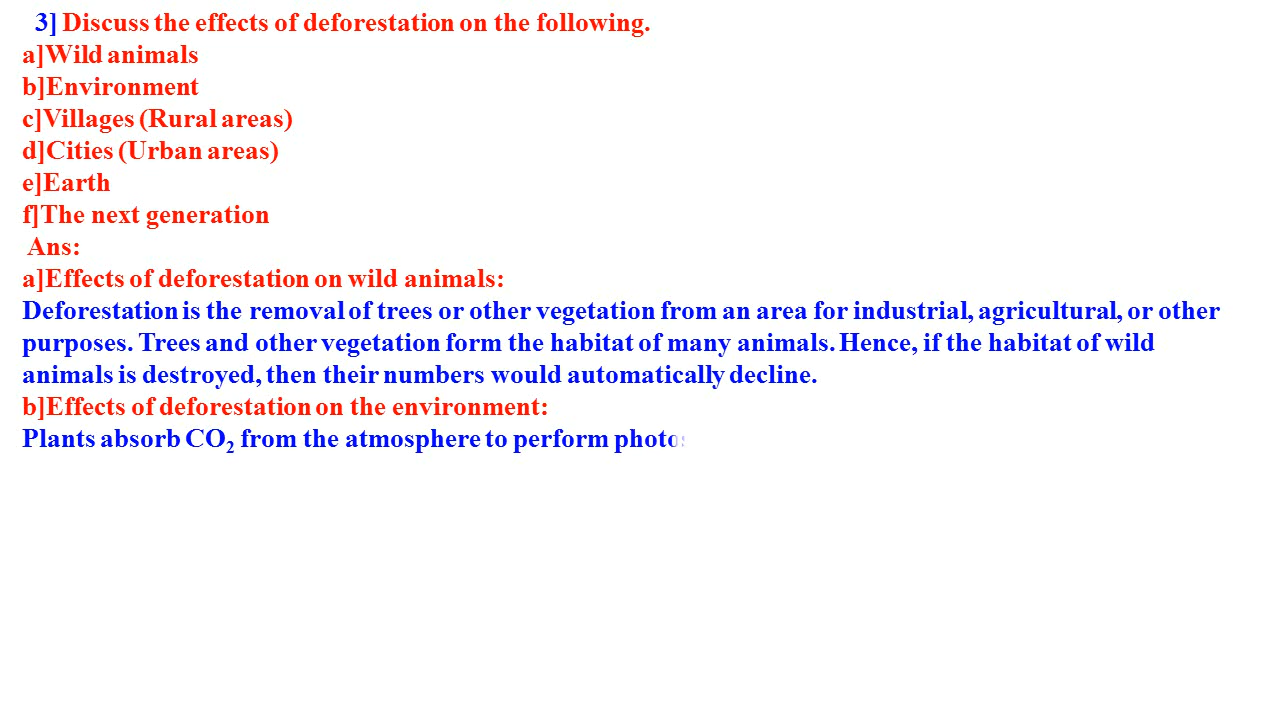 3] Discuss the effects of deforestation on the following.
a]Wild animals
b]Environment
c]Villages (Rural areas)
d]Cities (Urban areas)
e]Earth
f]The next generation
Ans:
a]Effects of deforestation on wild animals:
Deforestation is the removal of trees or other vegetation from an area for industrial, agricultural, or other
purposes. Trees and other vegetation form the habitat of many animals. Hence, if the habitat of wild
animals is destroyed, then their numbers would automatically decline.
b]Effects of deforestation on the environment:
Plants absorb CO₂ from the atmosphere to perform photo